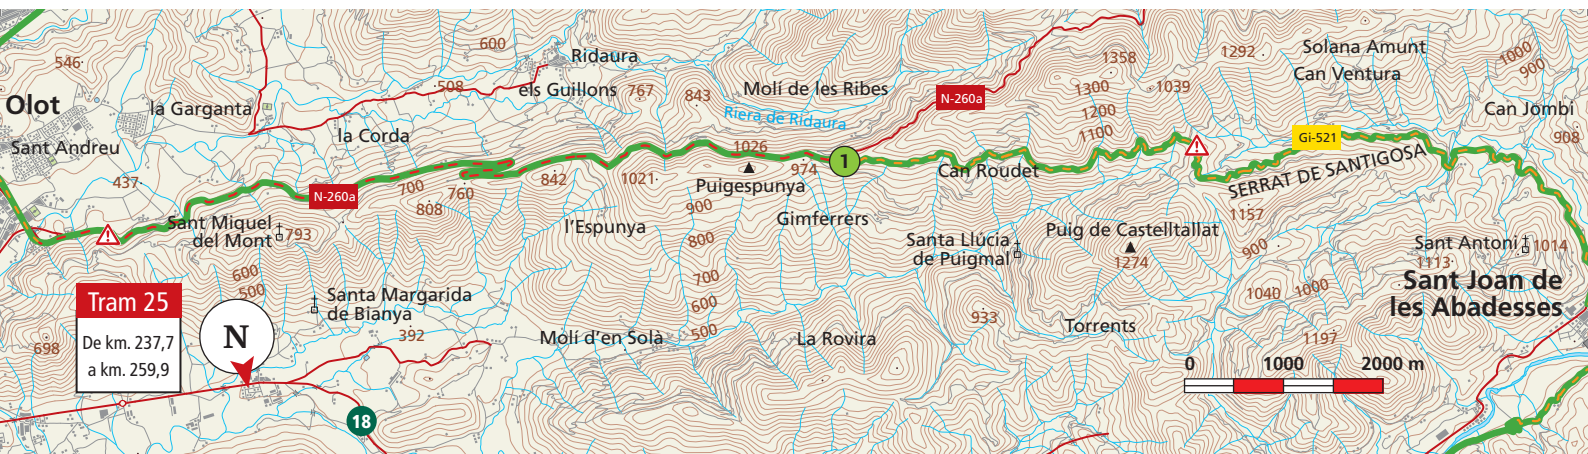 546
Olot
Sant Andreu
437
la Garganta
600
508
Ridaura
els Guillons
la Corda
767
843
Molí de les Ribes
Riera de Ridaura
N-260a
1358
1292
1300
1039
1200
1100
Solana Amunt
Can Ventura
1000
900
Can Jombi
908
Gi-521
SERRAT DE SANTIGOSA
N-260a
700
760
808
842
1021
1026
Puigespunya
974
1
Can Roudet
900
Gimferrers
l'Espunya
800
700
600
500
Sant Miquel
del Mont
793
600
500
Santa Margarida
de Bianya
392
Molí d'en Solà
La Rovira
Santa Llúcia
de Puigmal
933
Puig de Castelltallat
1274
Torrents
1157
900
1040
1000
1197
Sant Antoni
1014
1113
Sant Joan de
les Abadesses
698
Tram 25
De km. 237,7
a km. 259,9
N
18
0 1000 2000 m